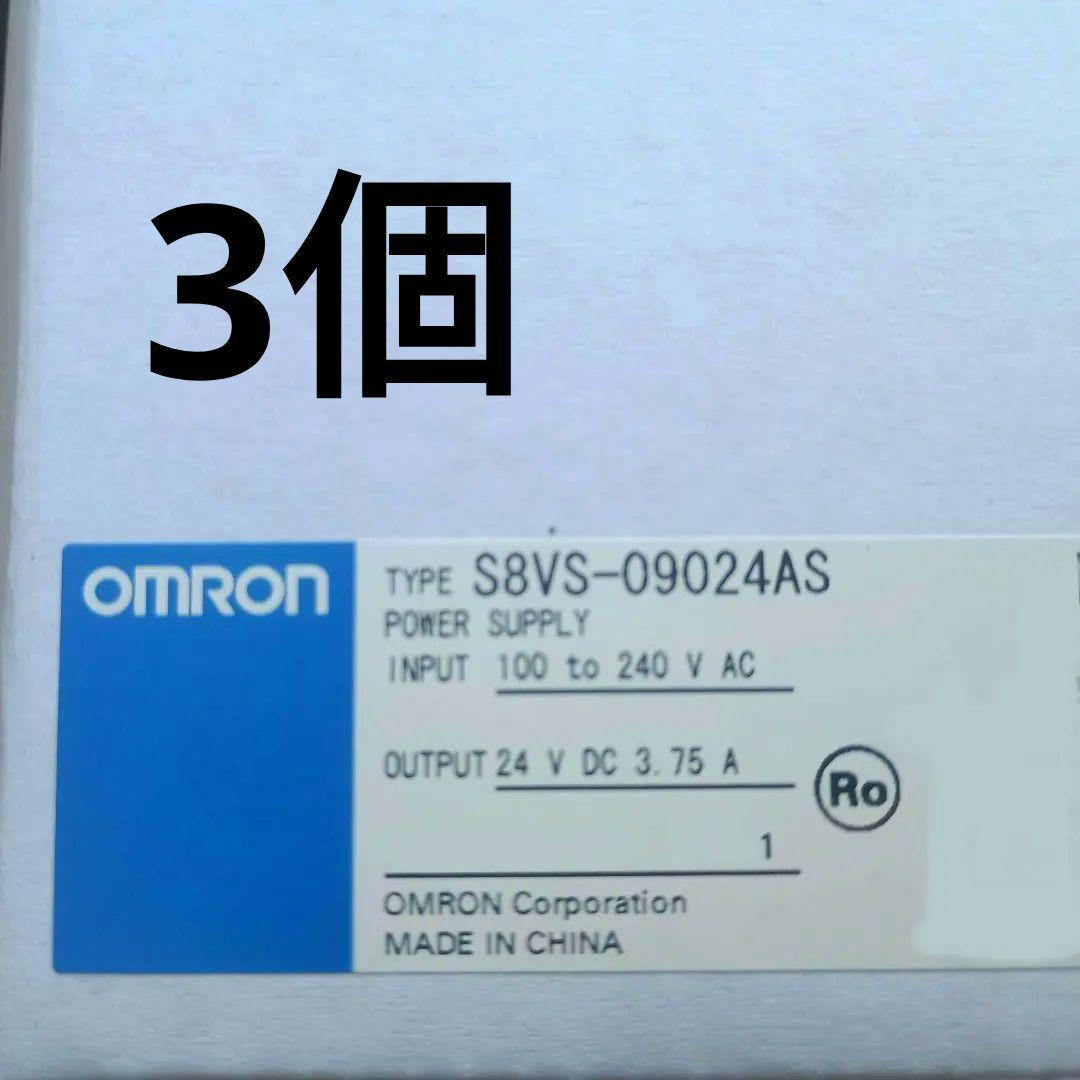 3個
OMRON
TYPE S8VS-09024AS
POWER SUPPLY
INPUT 100 to 240 V AC
OUTPUT 24 V DC 3.75 A
Ro
1
OMRON Corporation
MADE IN CHINA